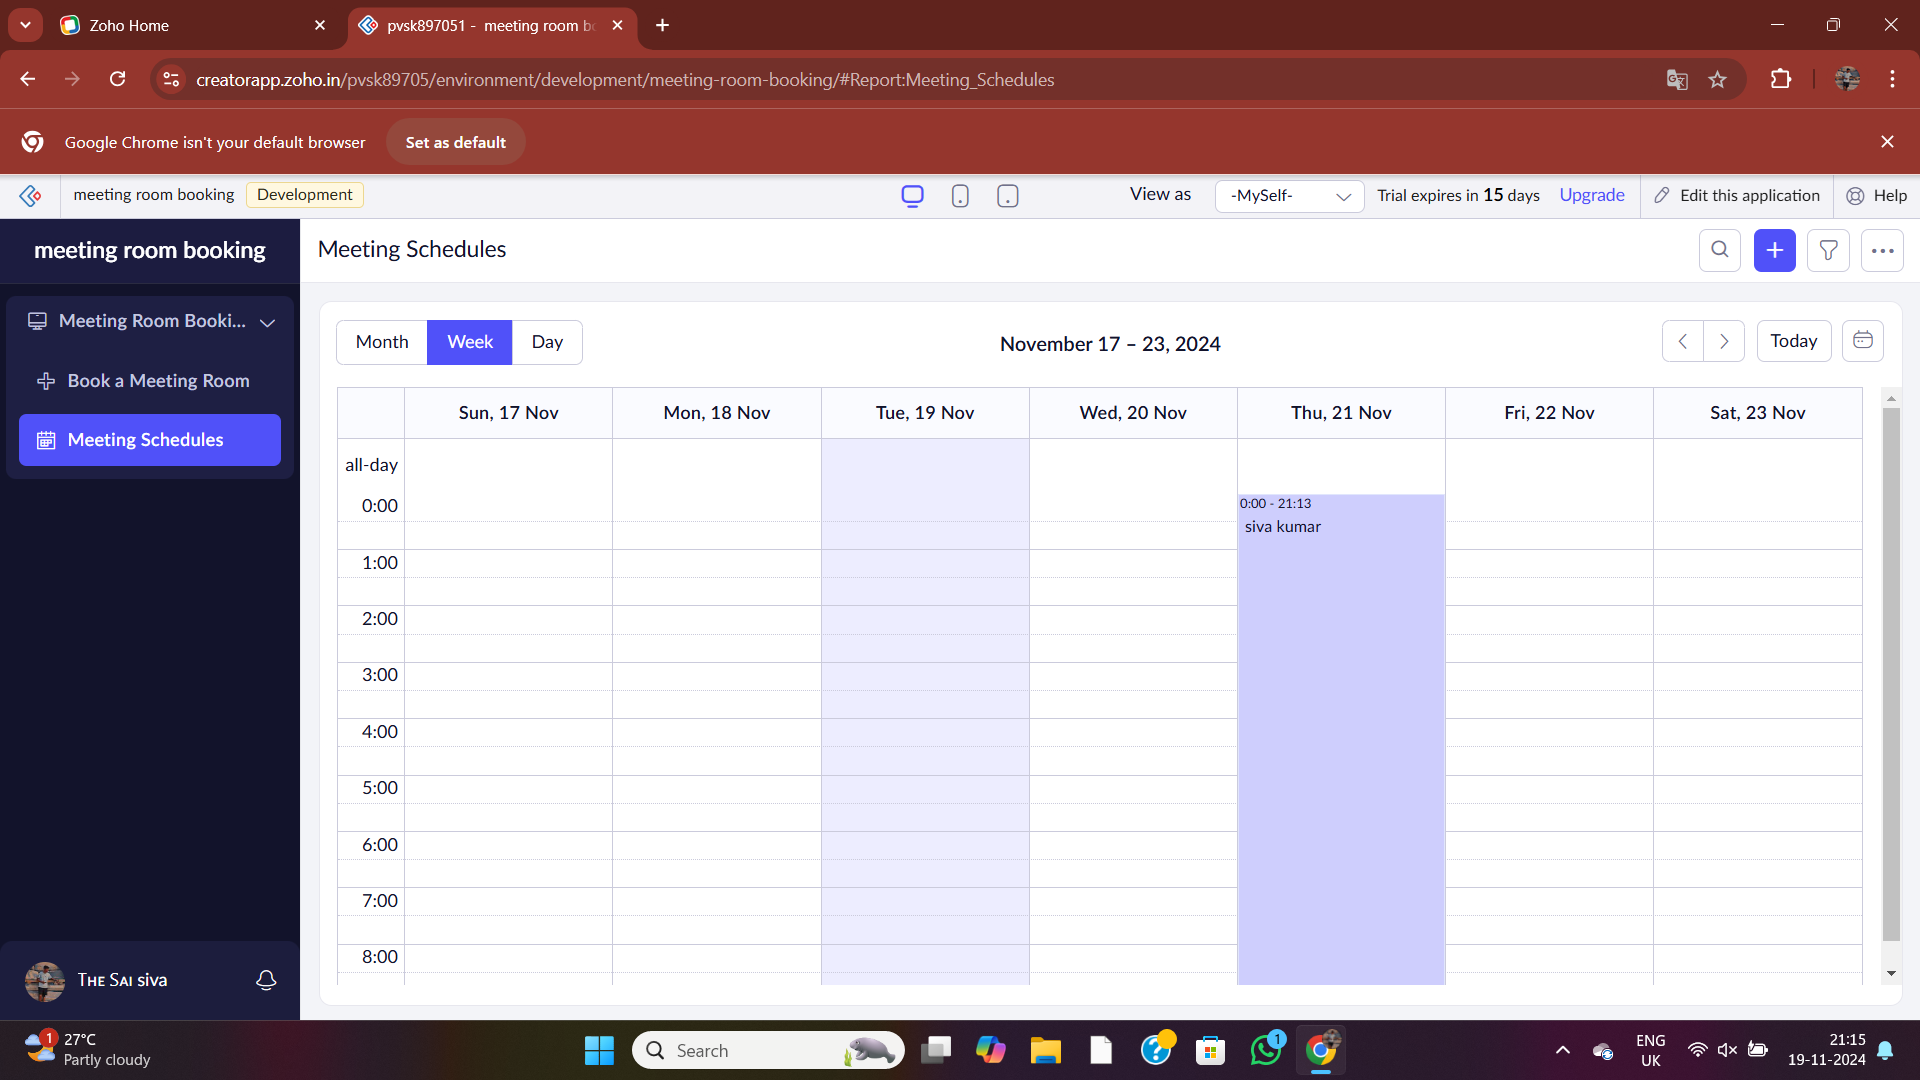 Zoho Home
pvsk897051 - meeting room b
creatorapp.zoho.in/pvsk89705/environment/development/meeting-room-booking/#Report:Meeting_Schedules
Google Chrome isn't your default browser
Set as default
meeting room booking
Development
View as
-MySelf-
Trial expires in 15 days
Upgrade
Edit this application
Help
meeting room booking
Meeting Room Booki...
Book a Meeting Room
Meeting Schedules
Meeting Schedules
Month
Week
Day
November 17 – 23, 2024
Today
Sun, 17 Nov
Mon, 18 Nov
Tue, 19 Nov
Wed, 20 Nov
Thu, 21 Nov
Fri, 22 Nov
Sat, 23 Nov
all-day
0:00
1:00
2:00
3:00
4:00
5:00
6:00
7:00
8:00
0:00 - 21:13
siva kumar
The Sai siva
1
27°C
Partly cloudy
Search
1
ENG
UK
21:15
19-11-2024